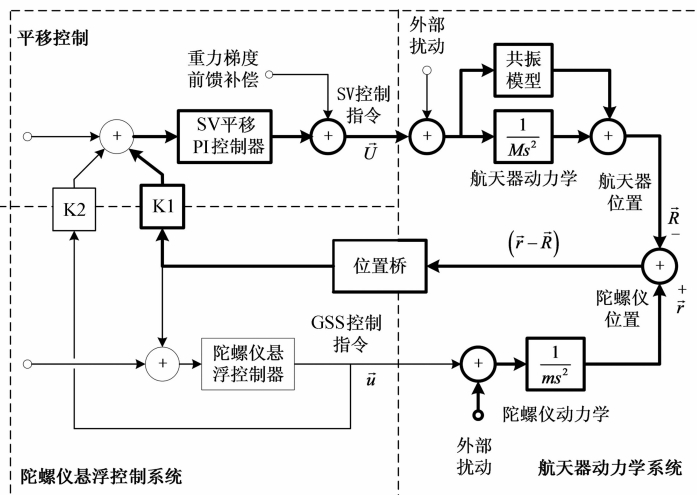 平移控制
重力梯度
前馈补偿
外部
扰动
共振
模型
SV控制
指令
+
SV平移
PI控制器
+
+
1
Ms²
+
U⃗
航天器动力学
航天器
位置
K2
K1
R⃗
−
位置桥
(r⃗−R⃗)
+
+
r⃗
陀螺仪
位置
GSS控制
指令
+
陀螺仪悬
浮控制器
u⃗
+
1
ms²
陀螺仪动力学
外部
扰动
陀螺仪悬浮控制系统
航天器动力学系统